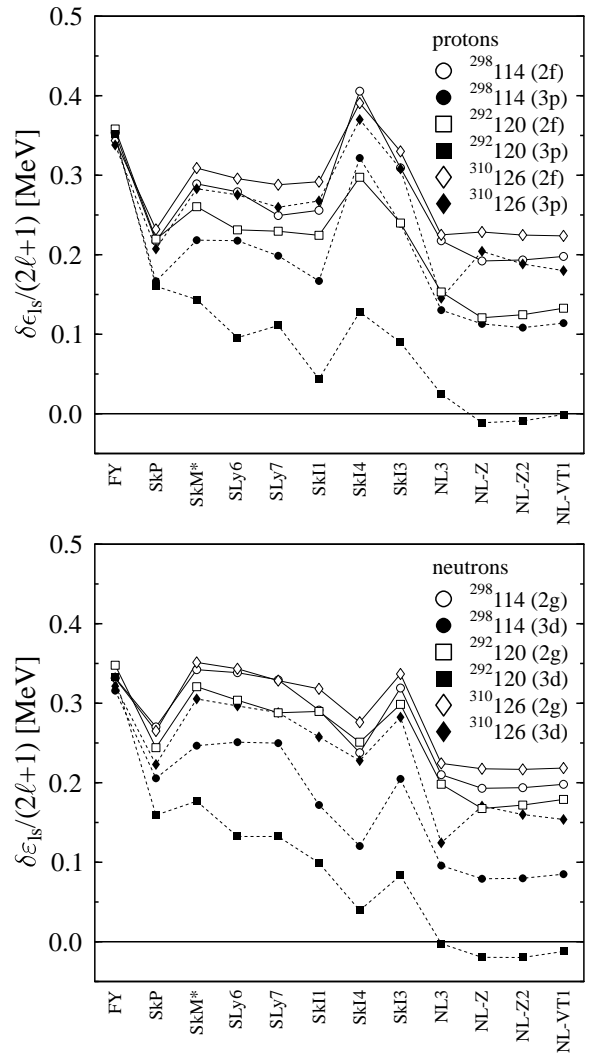 0.5
0.4
0.3
0.2
0.1
0.0
δϵls/(2ℓ+1) [MeV]
protons
298114 (2f)
298114 (3p)
292120 (2f)
292120 (3p)
310126 (2f)
310126 (3p)
FY
SkP
SkM*
SLy6
SLy7
SkI1
SkI4
SkI3
NL3
NL-Z
NL-Z2
NL-VT1
0.5
0.4
0.3
0.2
0.1
0.0
δεls/(2ℓ+1) [MeV]
neutrons
298114 (2g)
298114 (3d)
292120 (2g)
292120 (3d)
310126 (2g)
310126 (3d)
FY
SkP
SkM*
SLy6
SLy7
SkI1
SkI4
SkI3
NL3
NL-Z
NL-Z2
NL-VT1